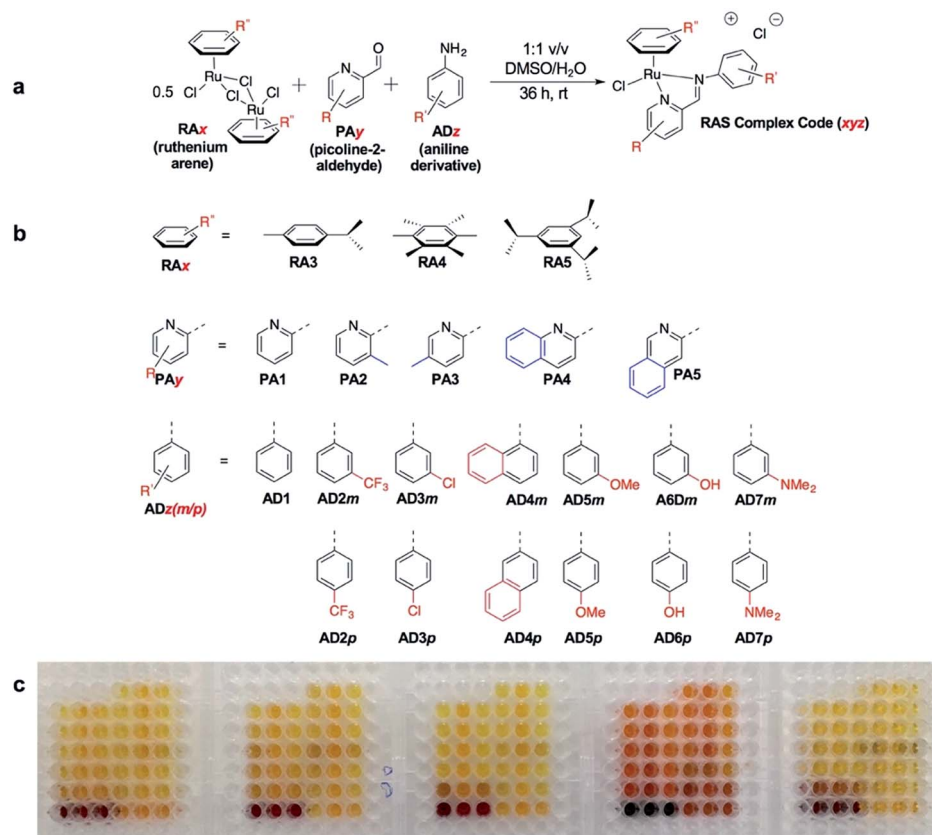 a
0.5
R"
Ru
Cl
Cl
Cl
Cl
Ru
R"
RAx
(ruthenium
arene)
+
N
O
R
PAy
(picoline-2-
aldehyde)
+
NH2
R'
ADz
(aniline
derivative)
1:1 v/v
DMSO/H2O
36 h, rt
R"
+
Cl −
Ru
Cl
N
N
R'
R
RAS Complex Code (xyz)
b
R"
RAx
=
RA3
RA4
RA5
N
R
PAy
=
N
PA1
N
PA2
N
PA3
N
PA4
N
PA5
R'
ADz(m/p)
=
AD1
CF3
AD2m
Cl
AD3m
AD4m
OMe
AD5m
OH
A6Dm
NMe2
AD7m
CF3
AD2p
Cl
AD3p
AD4p
OMe
AD5p
OH
AD6p
NMe2
AD7p
c